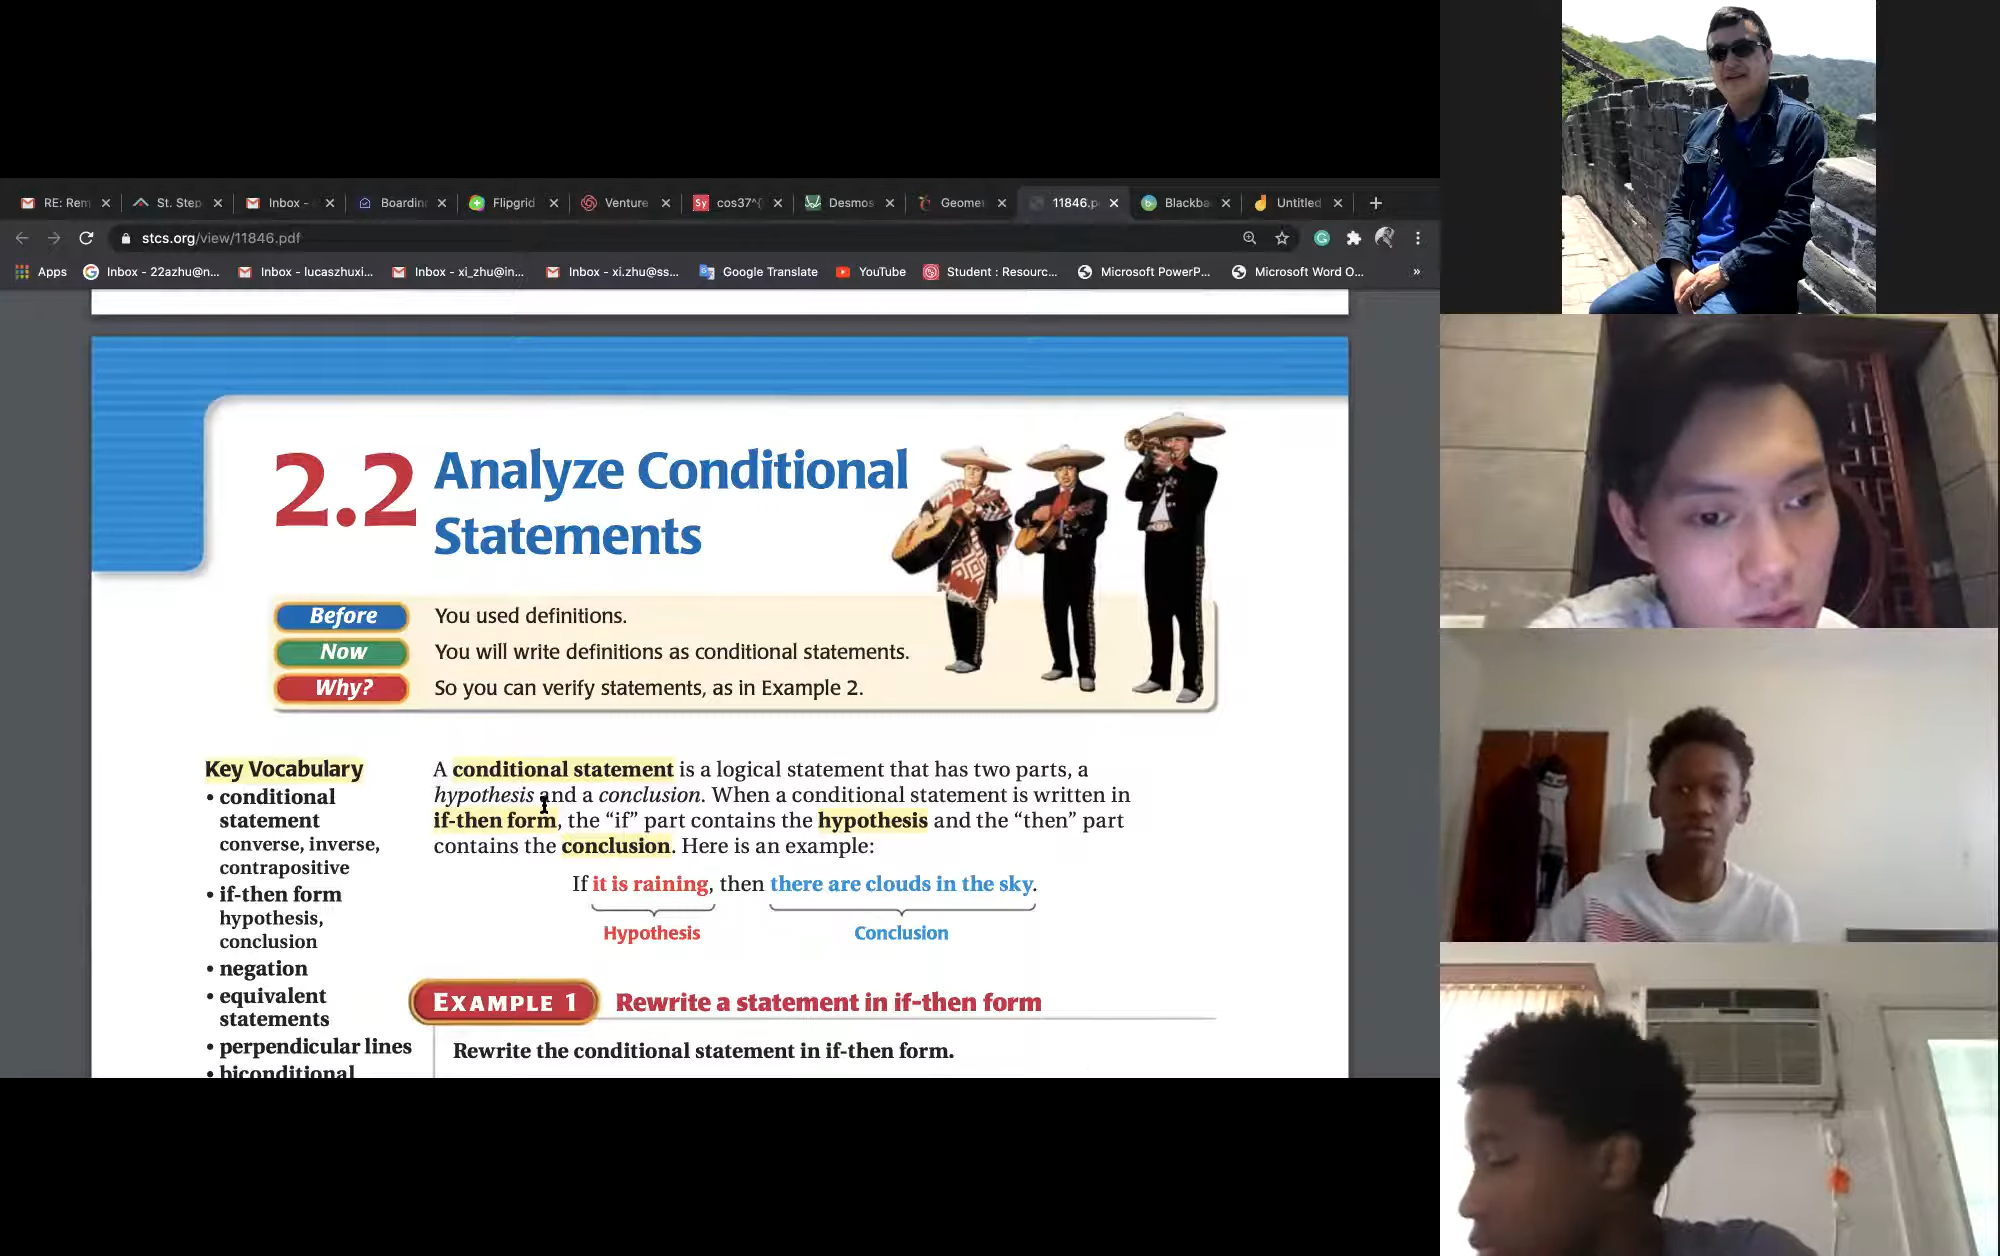 RE: Rem
St. Step
Inbox -
Boardin
Flipgrid
Venture
Sy cos37^(
Desmos
Geome
11846.p
Blackba
Untitled
stcs.org/view/11846.pdf
Apps
Inbox - 22azhu@n...
Inbox - lucaszhuxi...
Inbox - xi_zhu@in...
Inbox - xi.zhu@ss...
Google Translate
YouTube
Student : Resourc...
Microsoft PowerP...
Microsoft Word O...
»
2.2 Analyze Conditional
Statements
Before You used definitions.
Now You will write definitions as conditional statements.
Why? So you can verify statements, as in Example 2.
Key Vocabulary
• conditional
statement
converse, inverse,
contrapositive
• if-then form
hypothesis,
conclusion
• negation
• equivalent
statements
• perpendicular lines
• biconditional
A conditional statement is a logical statement that has two parts, a
hypothesis and a conclusion. When a conditional statement is written in
if-then form, the “if” part contains the hypothesis and the “then” part
contains the conclusion. Here is an example:
If it is raining, then there are clouds in the sky.
Hypothesis Conclusion
EXAMPLE 1 Rewrite a statement in if-then form
Rewrite the conditional statement in if-then form.